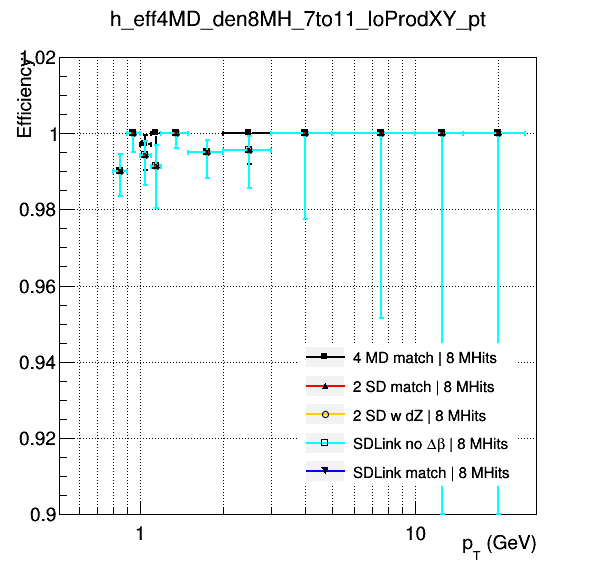 h_eff4MD_den8MH_7to11_loProdXY_pt
Efficiency
1.02
1
0.98
0.96
0.94
0.92
0.9
4 MD match | 8 MHits
2 SD match | 8 MHits
2 SD w dZ | 8 MHits
SDLink no Δβ | 8 MHits
SDLink match | 8 MHits
1
10
p_T (GeV)